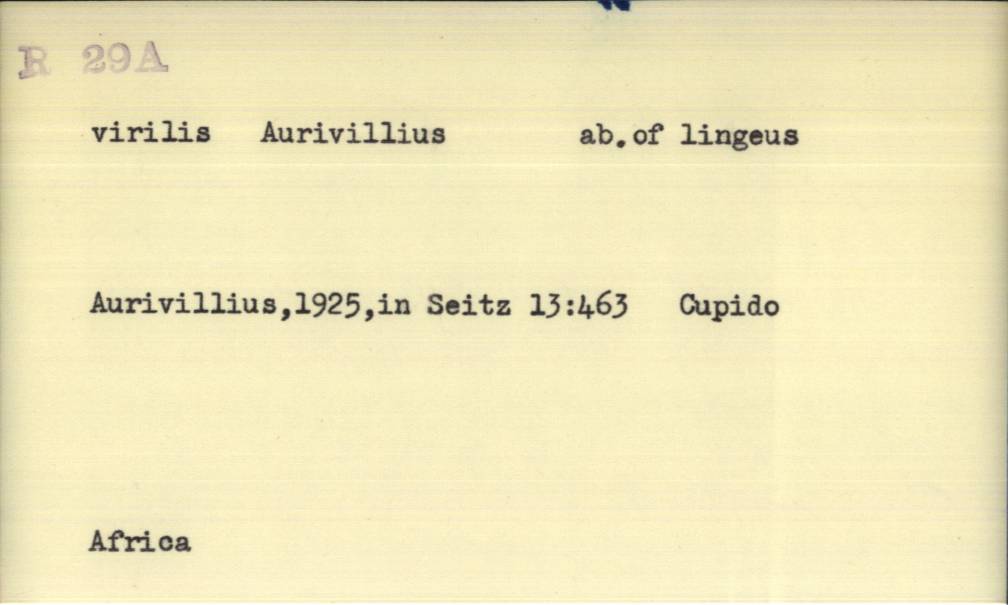 R 29A
virilis Aurivillius ab.of lingeus
Aurivillius,1925,in Seitz 13:463 Cupido
Africa